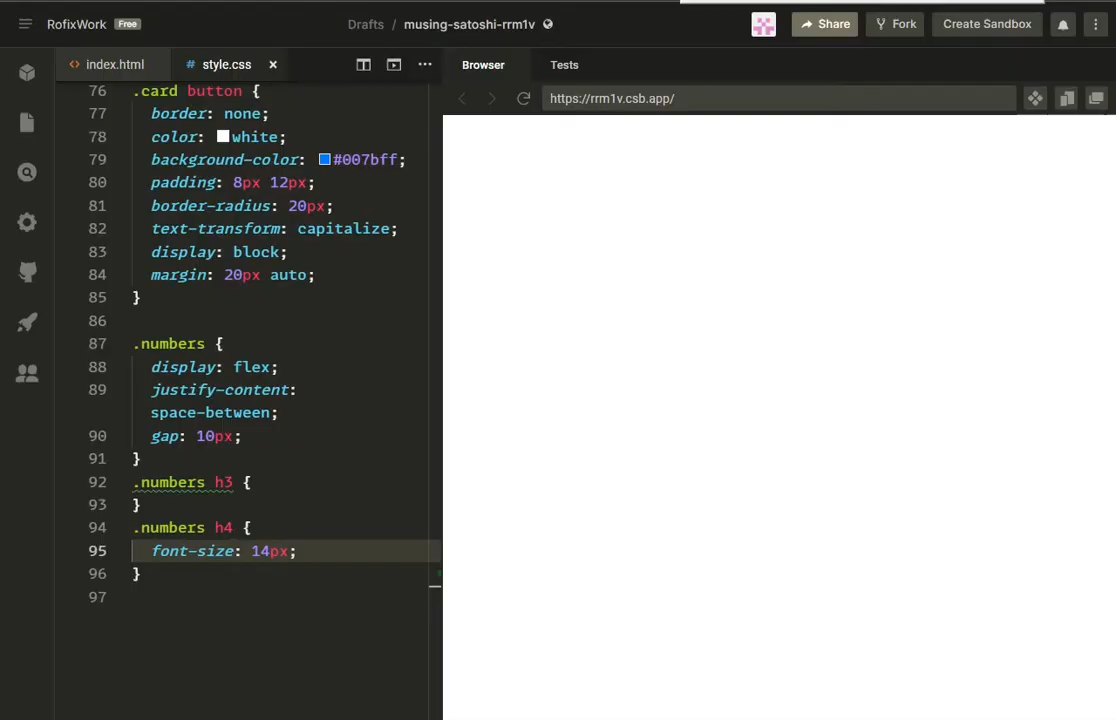 RofixWork Free
Drafts / musing-satoshi-rrm1v
Share
Fork
Create Sandbox
index.html
style.css
Browser
Tests
https://rrm1v.csb.app/
76 .card button {
77 border: none;
78 color: white;
79 background-color: #007bff;
80 padding: 8px 12px;
81 border-radius: 20px;
82 text-transform: capitalize;
83 display: block;
84 margin: 20px auto;
85 }
86
87 .numbers {
88 display: flex;
89 justify-content:
space-between;
90 gap: 10px;
91 }
92 .numbers h3 {
93 }
94 .numbers h4 {
95 font-size: 14px;
96 }
97